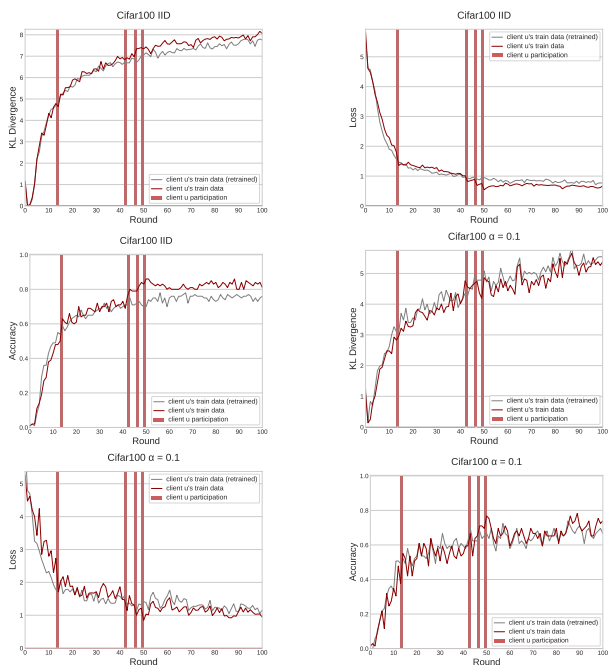 Cifar100 IID
KL Divergence
8
7
6
5
4
3
2
1
0
0 10 20 30 40 50 60 70 80 90 100
Round
client u's train data (retrained)
client u's train data
client u participation
Cifar100 IID
Loss
5
4
3
2
1
0
0 10 20 30 40 50 60 70 80 90 100
Round
client u's train data (retrained)
client u's train data
client u participation
Cifar100 IID
Accuracy
1.0
0.8
0.6
0.4
0.2
0.0
0 10 20 30 40 50 60 70 80 90 100
Round
client u's train data (retrained)
client u's train data
client u participation
Cifar100 α = 0.1
KL Divergence
5
4
3
2
1
0
0 10 20 30 40 50 60 70 80 90 100
Round
client u's train data (retrained)
client u's train data
client u participation
Cifar100 α = 0.1
Loss
5
4
3
2
1
0
0 10 20 30 40 50 60 70 80 90 100
Round
client u's train data (retrained)
client u's train data
client u participation
Cifar100 α = 0.1
Accuracy
1.0
0.8
0.6
0.4
0.2
0.0
0 10 20 30 40 50 60 70 80 90 100
Round
client u's train data (retrained)
client u's train data
client u participation